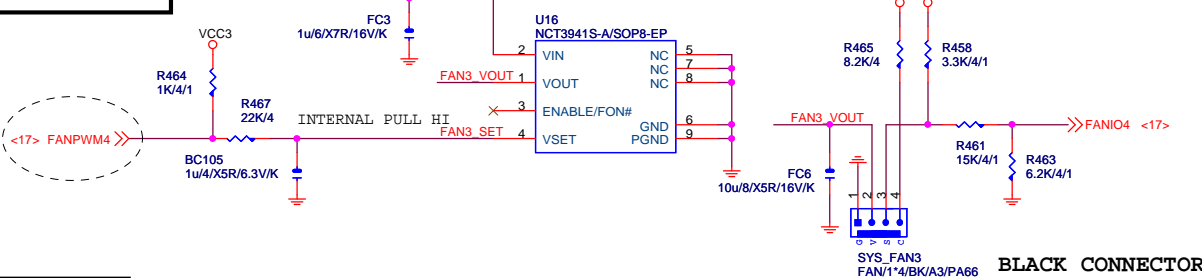 FC3
1u/6/X7R/16V/K
U16
NCT3941S-A/SOP8-EP
VCC3
R464
1K/4/1
R467
22K/4
<17> FANPWM4
INTERNAL PULL HI
BC105
1u/4/X5R/6.3V/K
FAN3_VOUT
FAN3_SET
2 VIN
1 VOUT
3 ENABLE/FON#
4 VSET
NC 5
NC 7
NC 8
GND 6
PGND 9
R465
8.2K/4
R458
3.3K/4/1
FAN3_VOUT
FANIO4 <17>
R461
15K/4/1
R463
6.2K/4/1
FC6
10u/8/X5R/16V/K
1 2 3 4
G V S C
SYS_FAN3
FAN/1*4/BK/A3/PA66
BLACK CONNECTOR